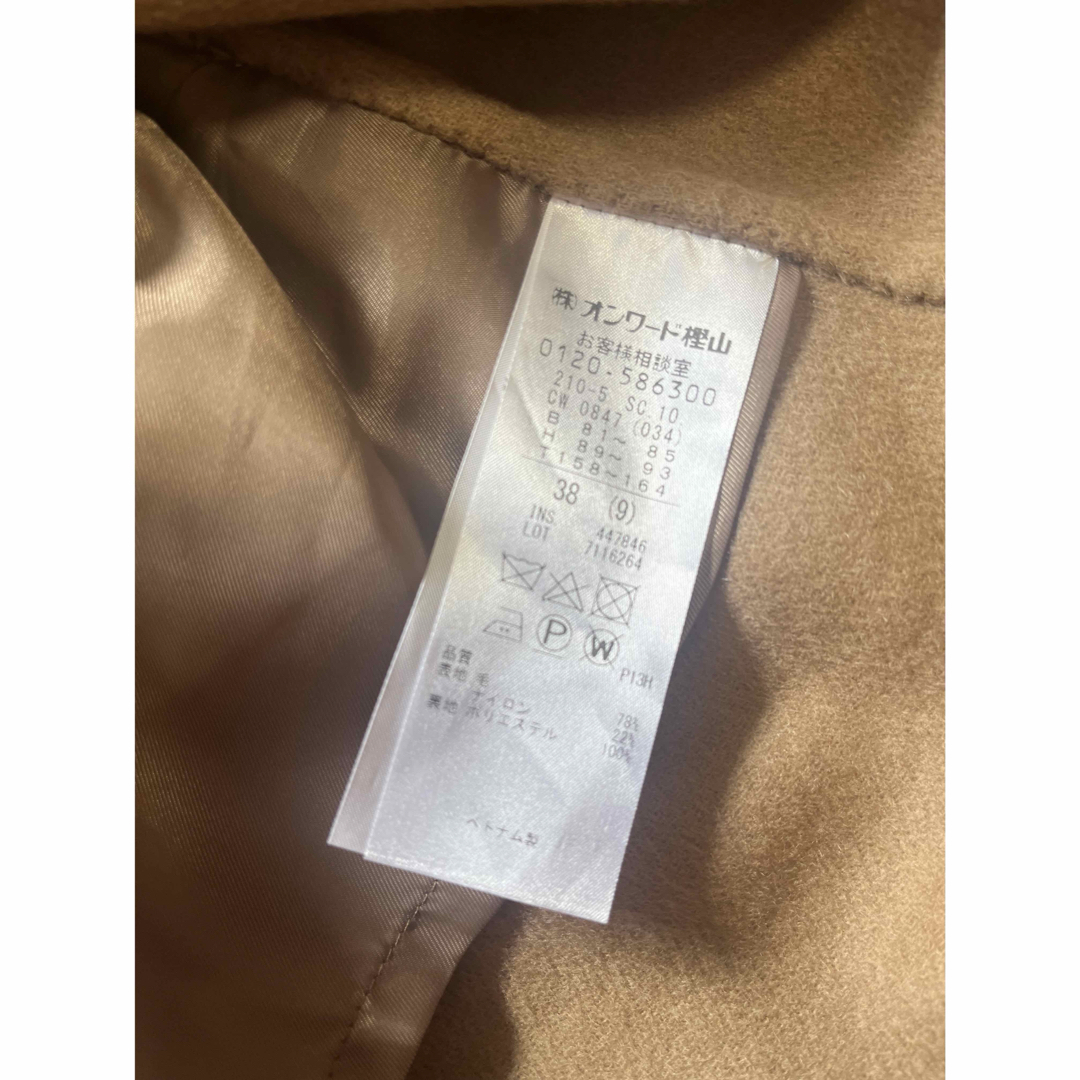 ㈱オンワード樫山
お客様相談室
0120-586300
210-5 SC 10
CW 0847 (034)
B 81～ 85
H 89～ 93
T158～164
38 (9)
INS 447846
LOT 7116264
P W
P13H
品質
表地 毛 78%
ナイロン 22%
裏地 ポリエステル 100%
ベトナム製